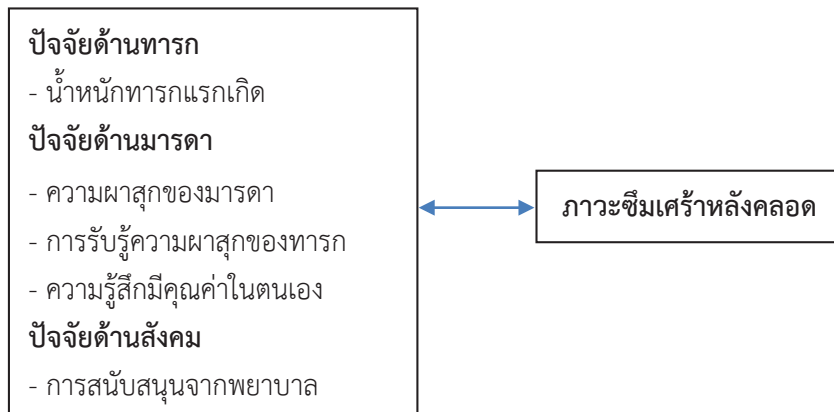 ปัจจัยด้านทารก
- น้ำหนักทารกแรกเกิด
ปัจจัยด้านมารดา
- ความผาสุกของมารดา
- การรับรู้ความผาสุกของทารก
- ความรู้สึกมีคุณค่าในตนเอง
ปัจจัยด้านสังคม
- การสนับสนุนจากพยาบาล
ภาวะซึมเศร้าหลังคลอด